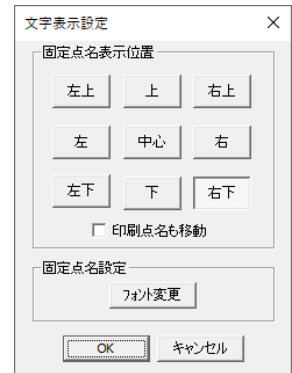 文字表示設定
固定点名表示位置
左上 上 右上
左 中心 右
左下 下 右下
印刷点名も移動
固定点名設定
フォント変更
OK キャンセル